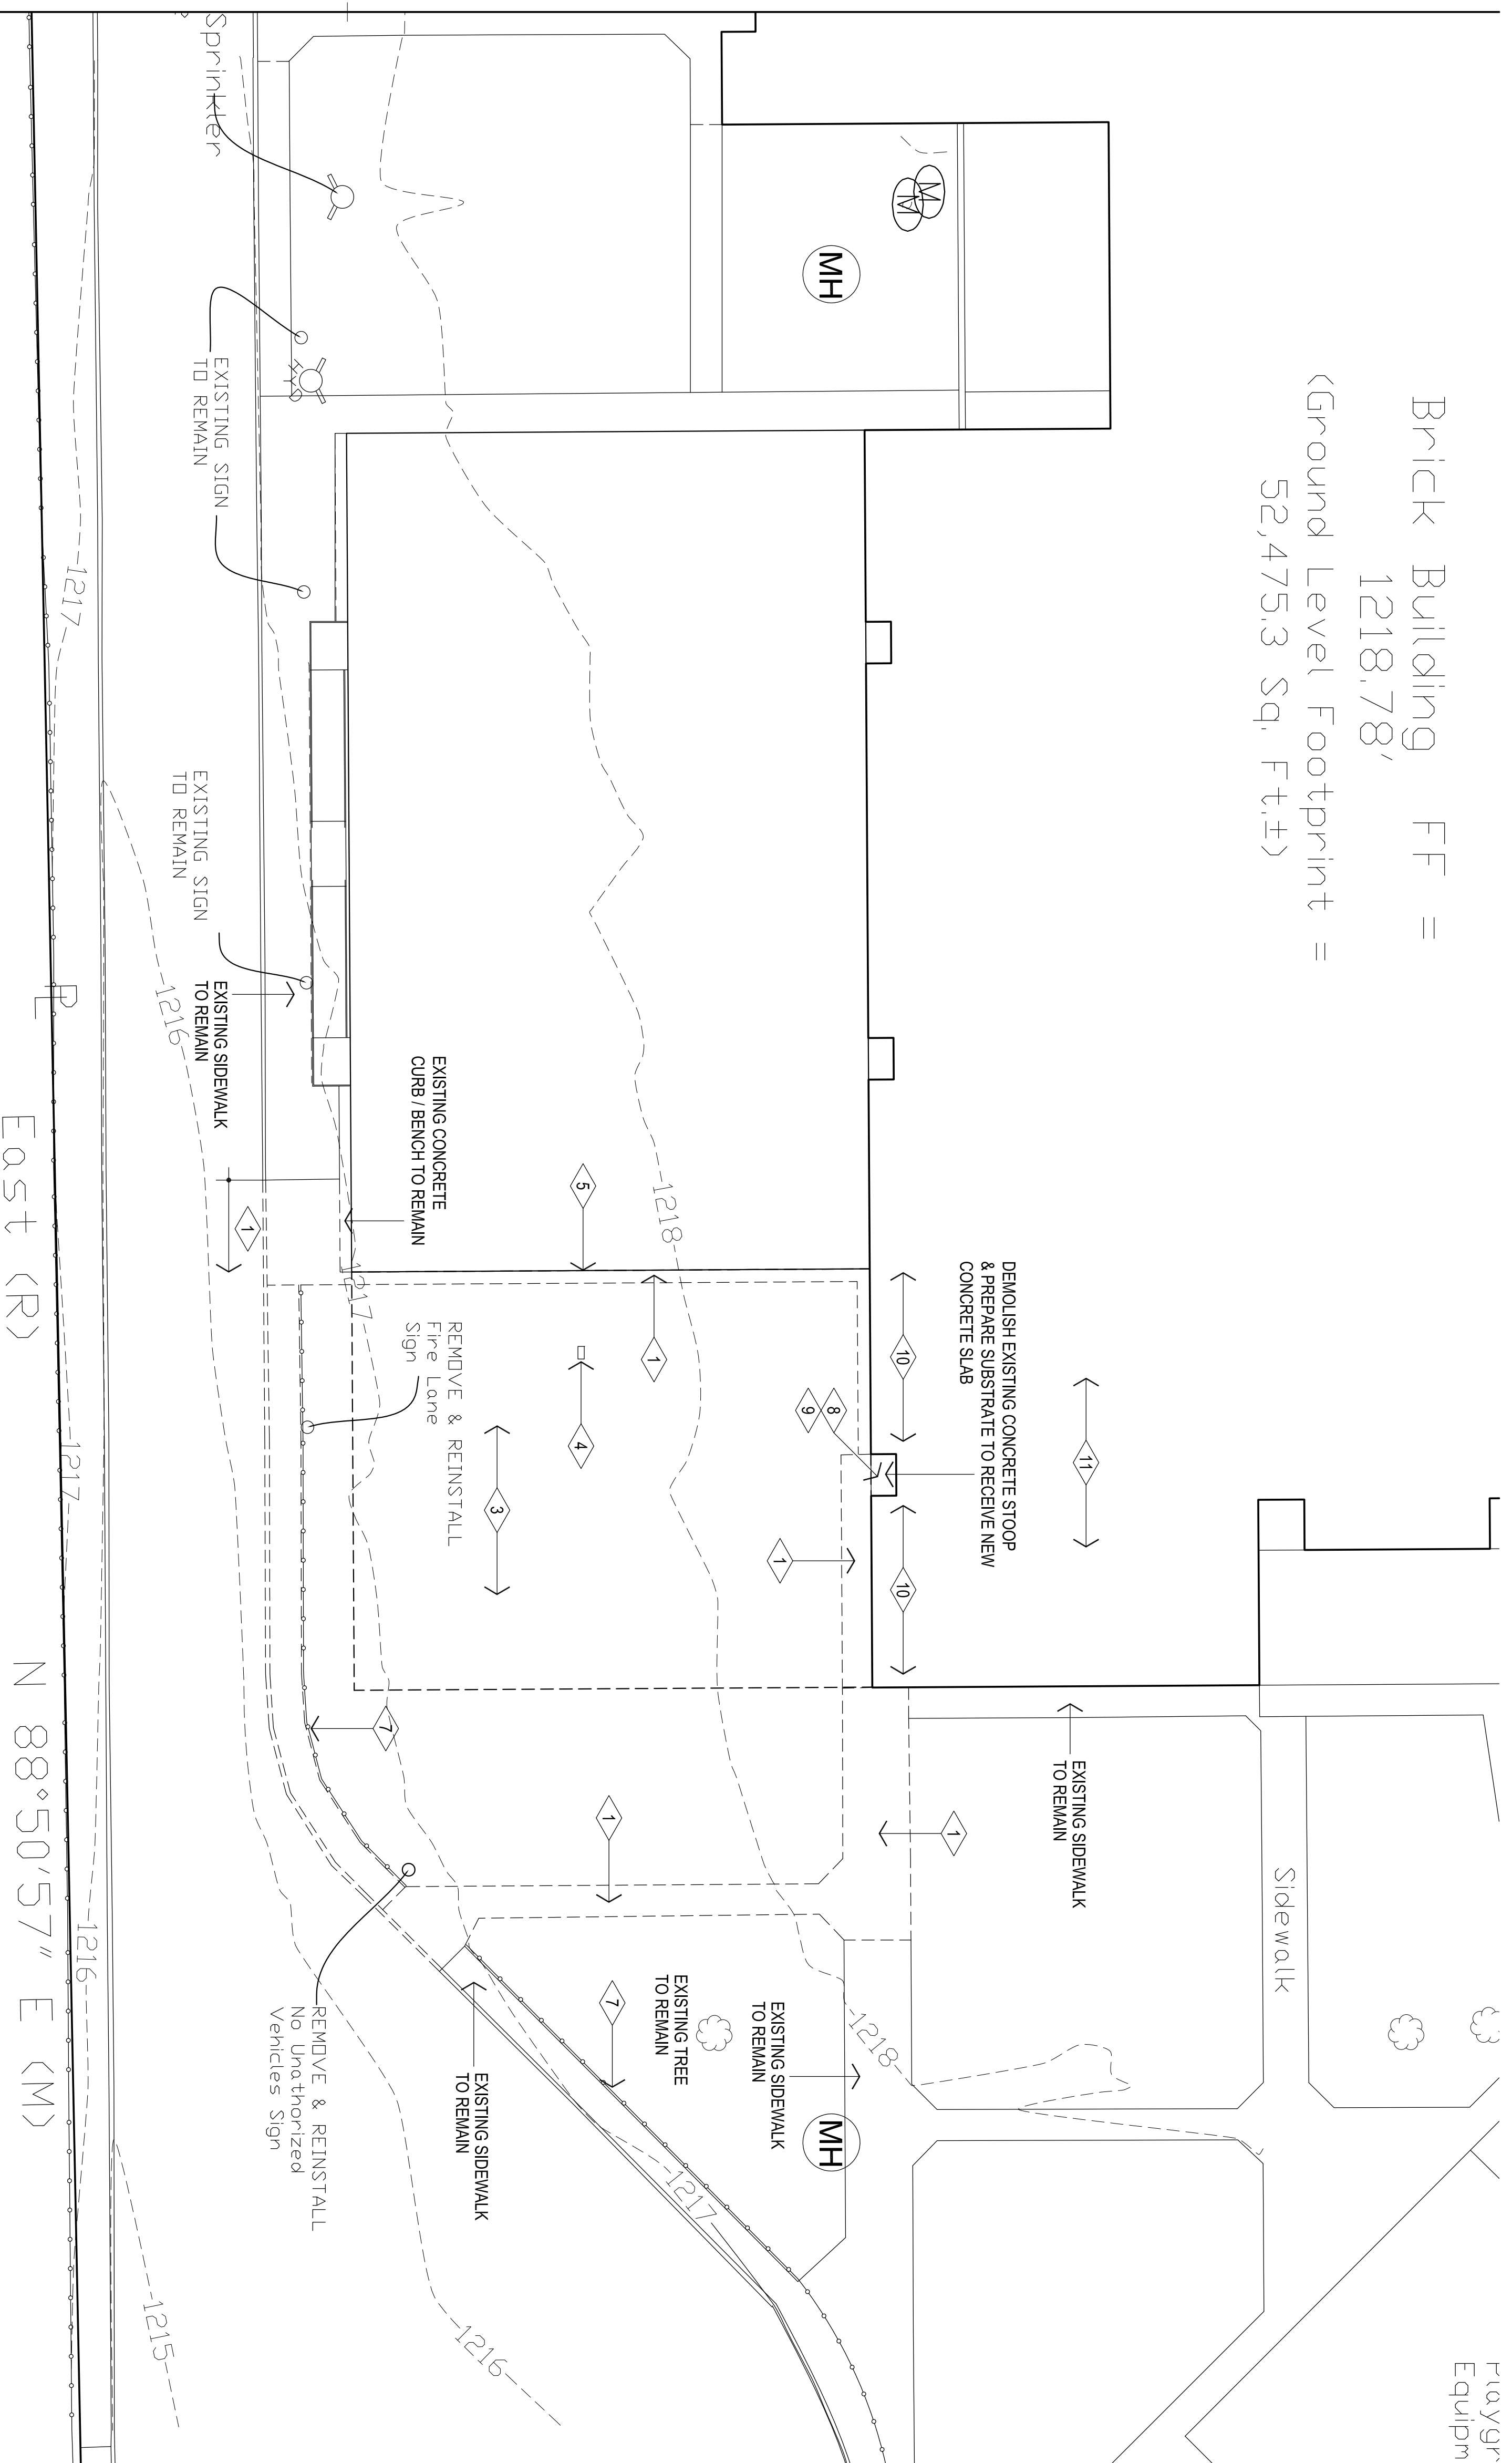 Brick Building FF =
1218.78'
(Ground Level Footprint =
52,475.3 Sq. Ft.±)
Playgr
Equipm
Sidewalk
11
DEMOLISH EXISTING CONCRETE STOOP
& PREPARE SUBSTRATE TO RECEIVE NEW
CONCRETE SLAB
EXISTING SIDEWALK
TO REMAIN
M
M
MH
10
10
8
9
1
1
1
1218
1218
EXISTING SIDEWALK
TO REMAIN
MH
EXISTING TREE
TO REMAIN
5
4
1
7
3
1217
REMOVE & REINSTALL
Fire Lane
Sign
EXISTING CONCRETE
CURB / BENCH TO REMAIN
7
EXISTING SIDEWALK
TO REMAIN
1216
1217
HYD
1
REMOVE & REINSTALL
No Unathorized
Vehicles Sign
Sprinkler
EXISTING SIGN
TO REMAIN
EXISTING SIGN
TO REMAIN
EXISTING SIDEWALK
TO REMAIN
1216
1215
1217
1217
1216
PL
East (R)
N 88°50'57" E (M)